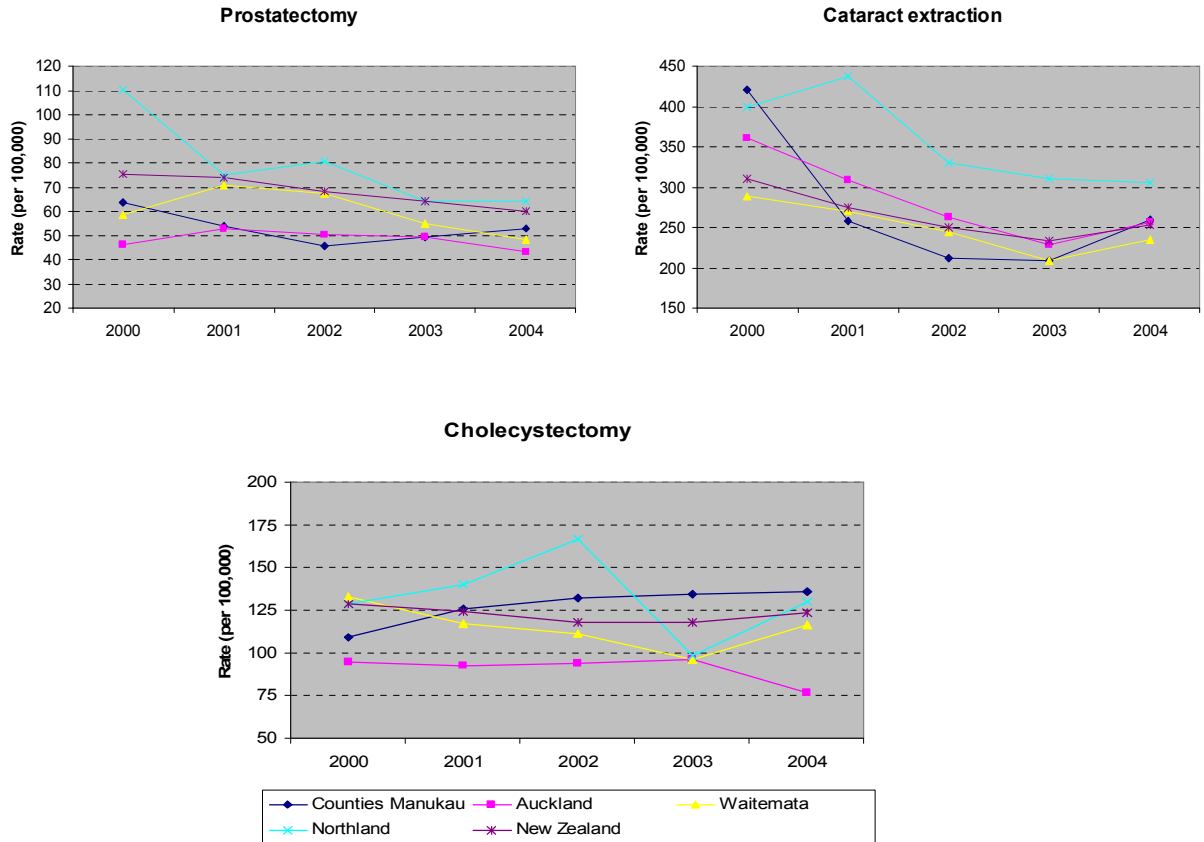 Prostatectomy
Rate (per 100,000)
120
110
100
90
80
70
60
50
40
30
20
2000 2001 2002 2003 2004
Cataract extraction
Rate (per 100,000)
450
400
350
300
250
200
150
2000 2001 2002 2003 2004
Cholecystectomy
Rate (per 100,000)
200
175
150
125
100
75
50
2000 2001 2002 2003 2004
Counties Manukau Auckland Waitemata
Northland New Zealand